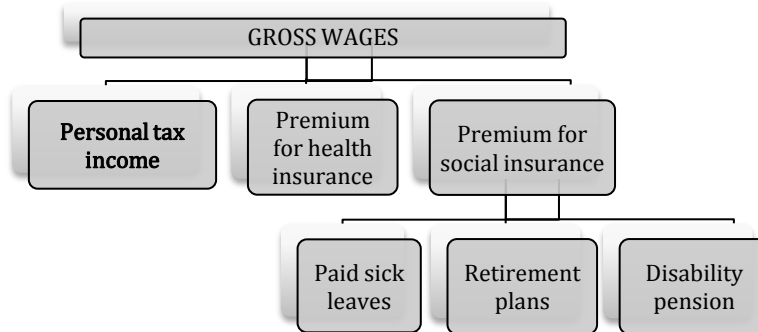 GROSS WAGES
Personal tax
income
Premium
for health
insurance
Premium for
social insurance
Paid sick
leaves
Retirement
plans
Disability
pension